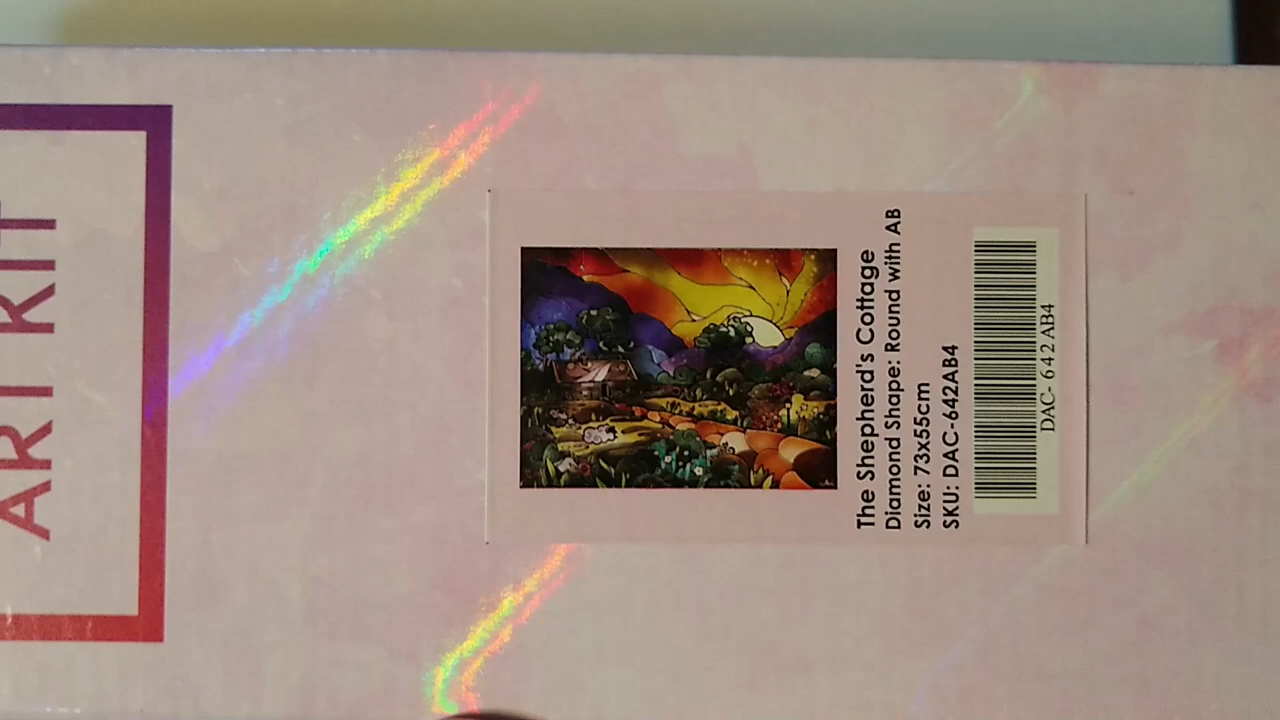 ART KIT
The Shepherd's Cottage
Diamond Shape: Round with AB
Size: 73x55cm
SKU: DAC-642AB4
DAC- 642AB4